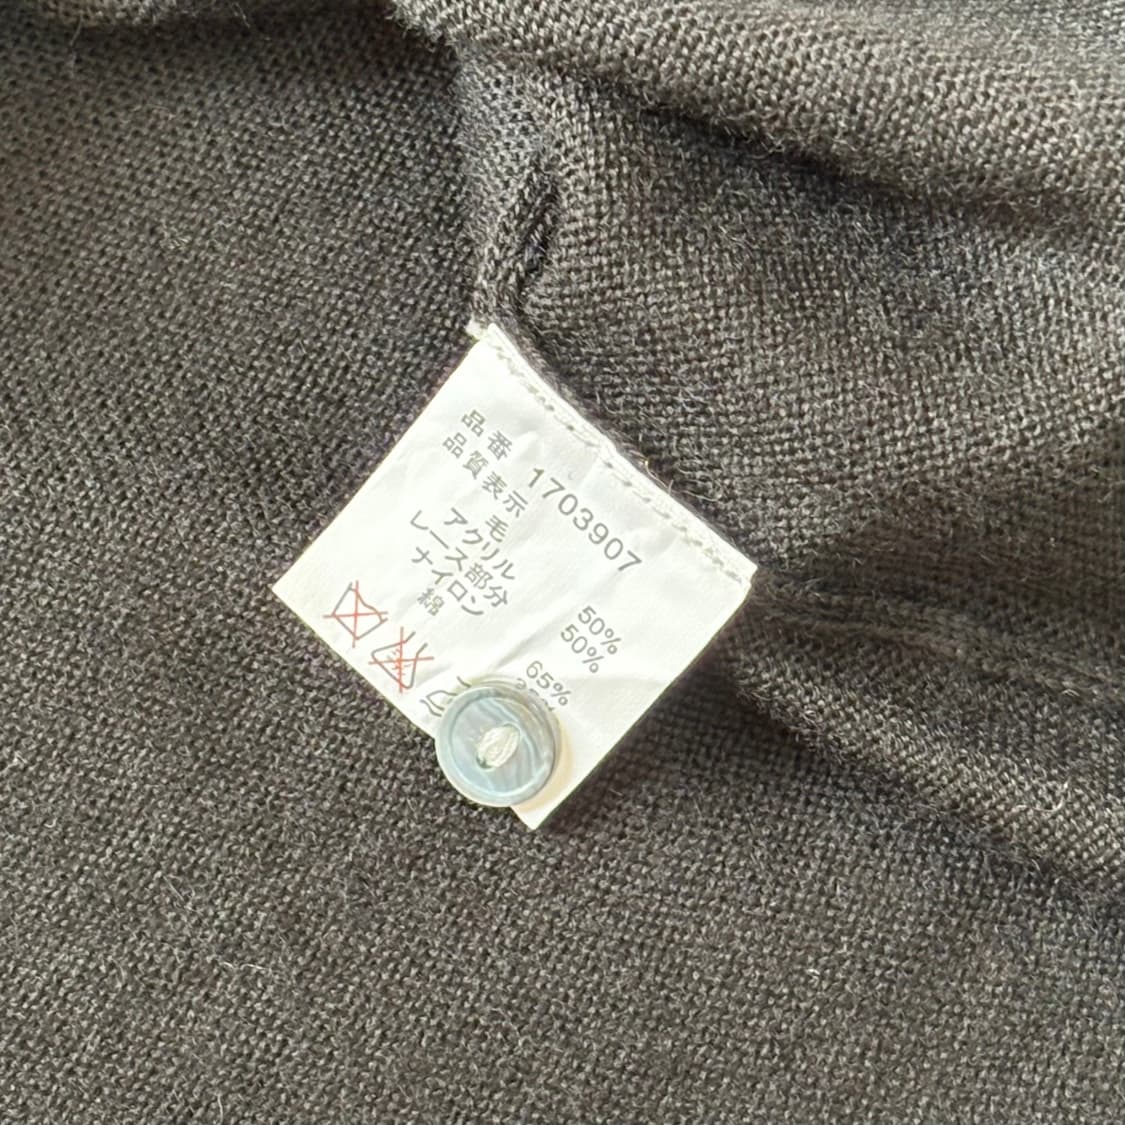 品番 1703907
品質表示
毛 50%
アクリル 50%
レース部分
ナイロン 65%
綿